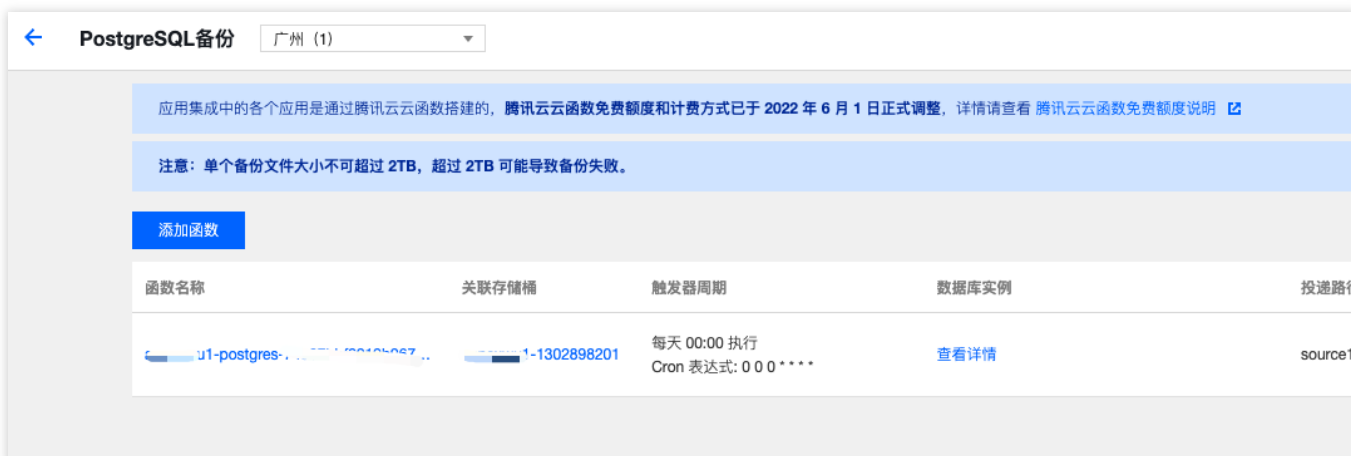 PostgreSQL备份 广州（1）
应用集成中的各个应用是通过腾讯云云函数搭建的，腾讯云云函数免费额度和计费方式已于 2022 年 6 月 1 日正式调整，详情请查看 腾讯云云函数免费额度说明
注意：单个备份文件大小不可超过 2TB，超过 2TB 可能导致备份失败。
添加函数
函数名称 关联存储桶 触发器周期 数据库实例
每天 00:00 执行
u1-postgres- 1-1302898201 查看详情 source1
Cron 表达式: 0 0 0 * * * *